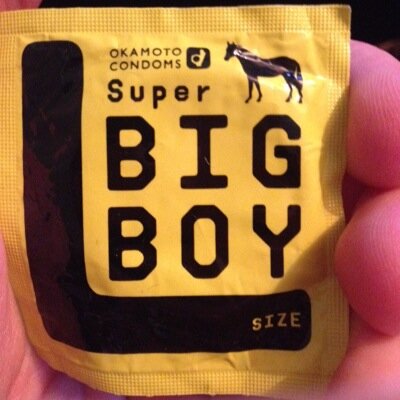 OKAMOTO
CONDOMS
Super
BIG
BOY
L
SIZE